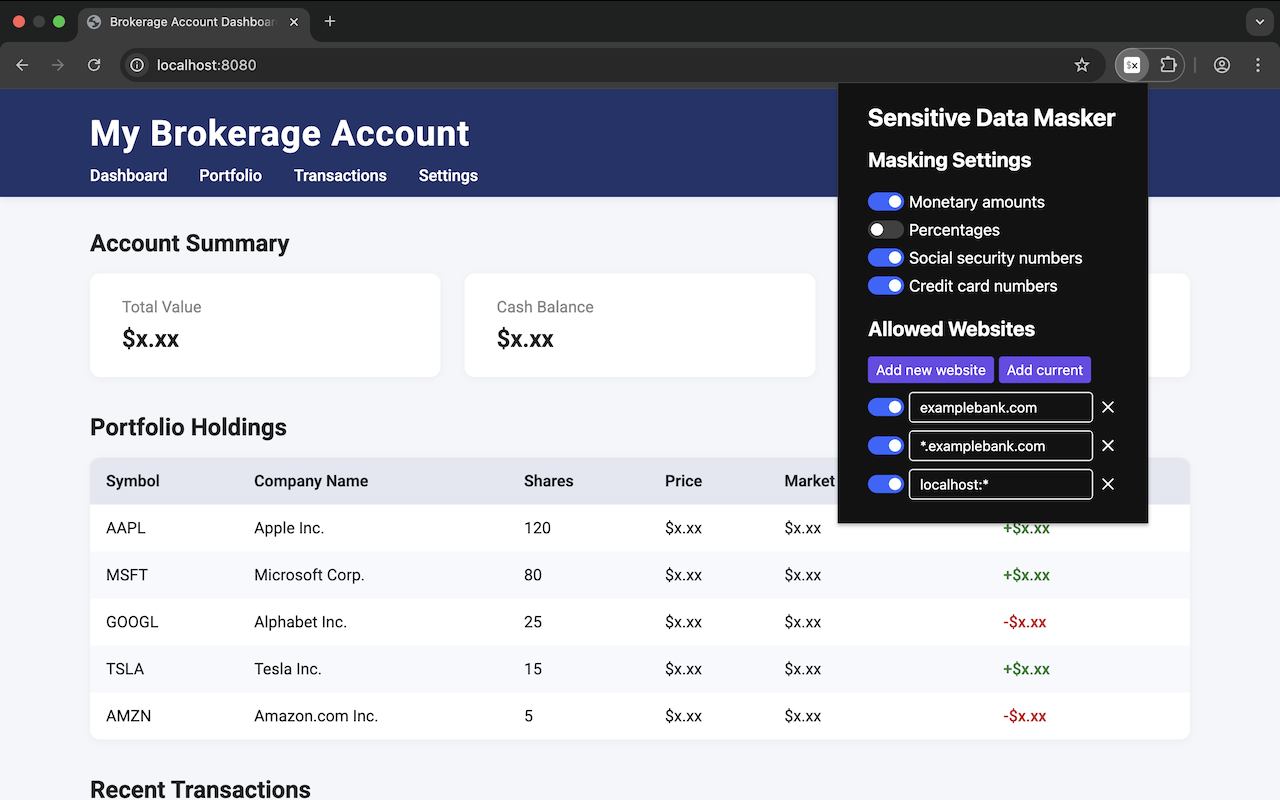 Brokerage Account Dashboar
localhost:8080
$x
My Brokerage Account
Dashboard Portfolio Transactions Settings
Account Summary
Total Value
$x.xx
Cash Balance
$x.xx
Portfolio Holdings
Symbol Company Name Shares Price Market
AAPL Apple Inc. 120 $x.xx $x.xx +$x.xx
MSFT Microsoft Corp. 80 $x.xx $x.xx +$x.xx
GOOGL Alphabet Inc. 25 $x.xx $x.xx -$x.xx
TSLA Tesla Inc. 15 $x.xx $x.xx +$x.xx
AMZN Amazon.com Inc. 5 $x.xx $x.xx -$x.xx
Recent Transactions
Sensitive Data Masker
Masking Settings
Monetary amounts
Percentages
Social security numbers
Credit card numbers
Allowed Websites
Add new website Add current
examplebank.com
*.examplebank.com
localhost:*